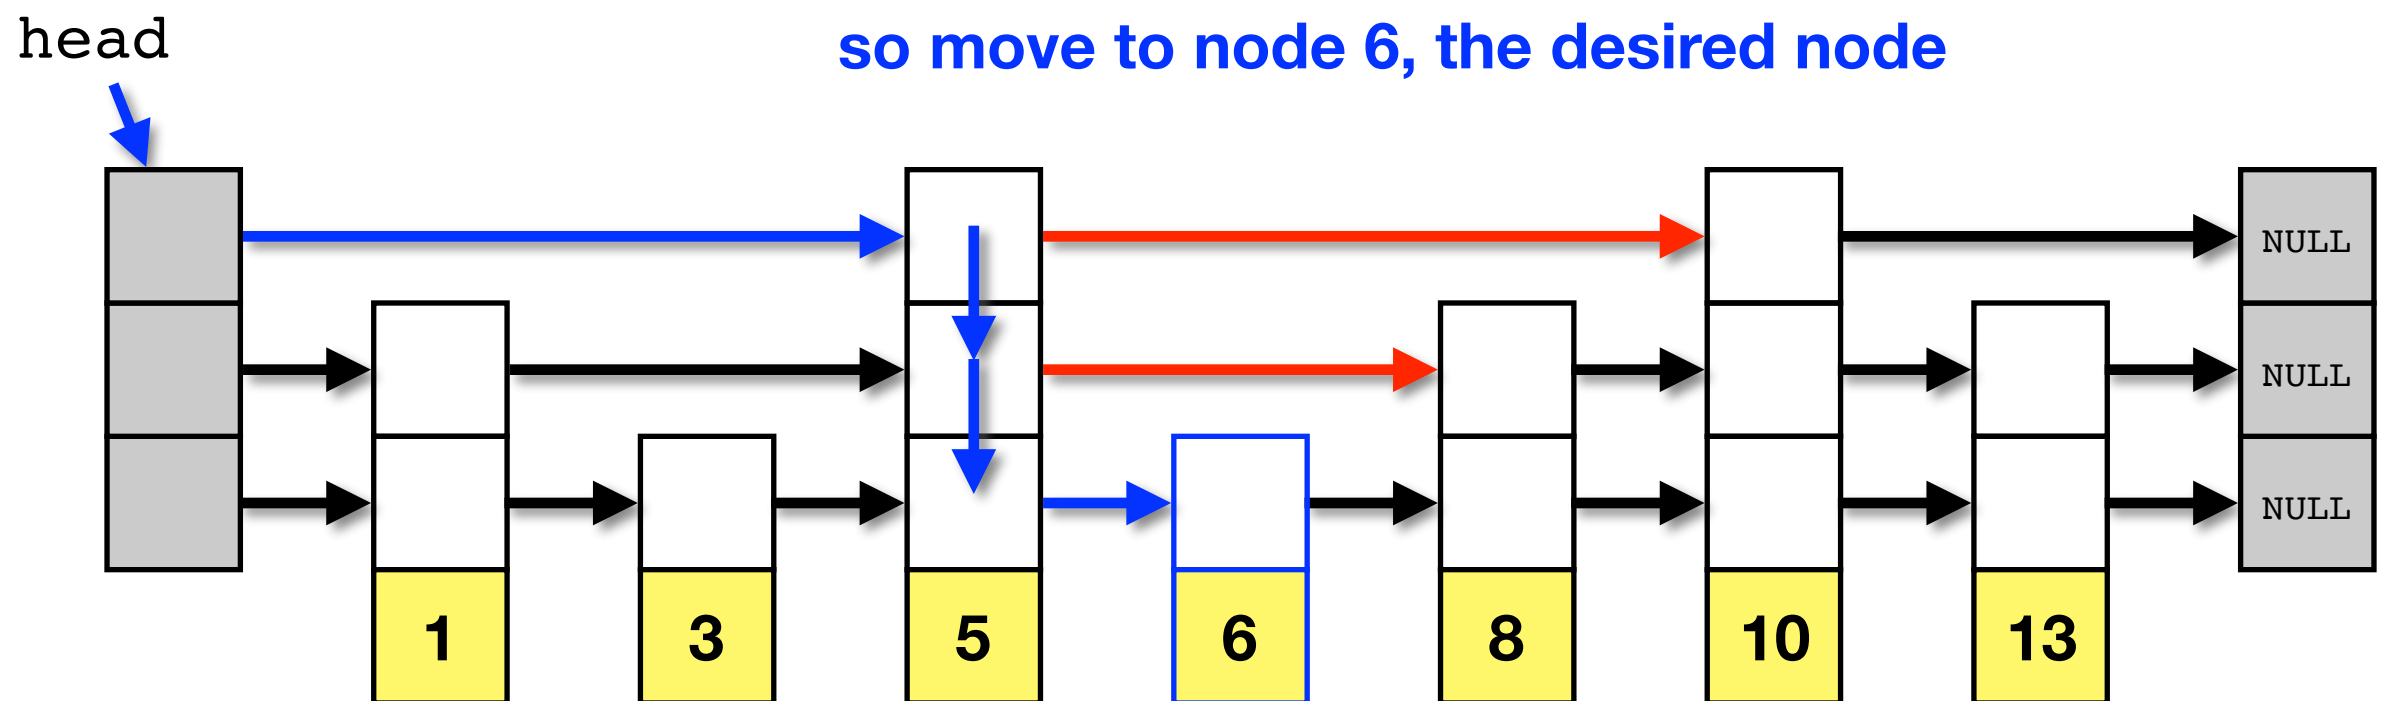 head
so move to node 6, the desired node
NULL
NULL
NULL
1 3 5 6 8 10 13